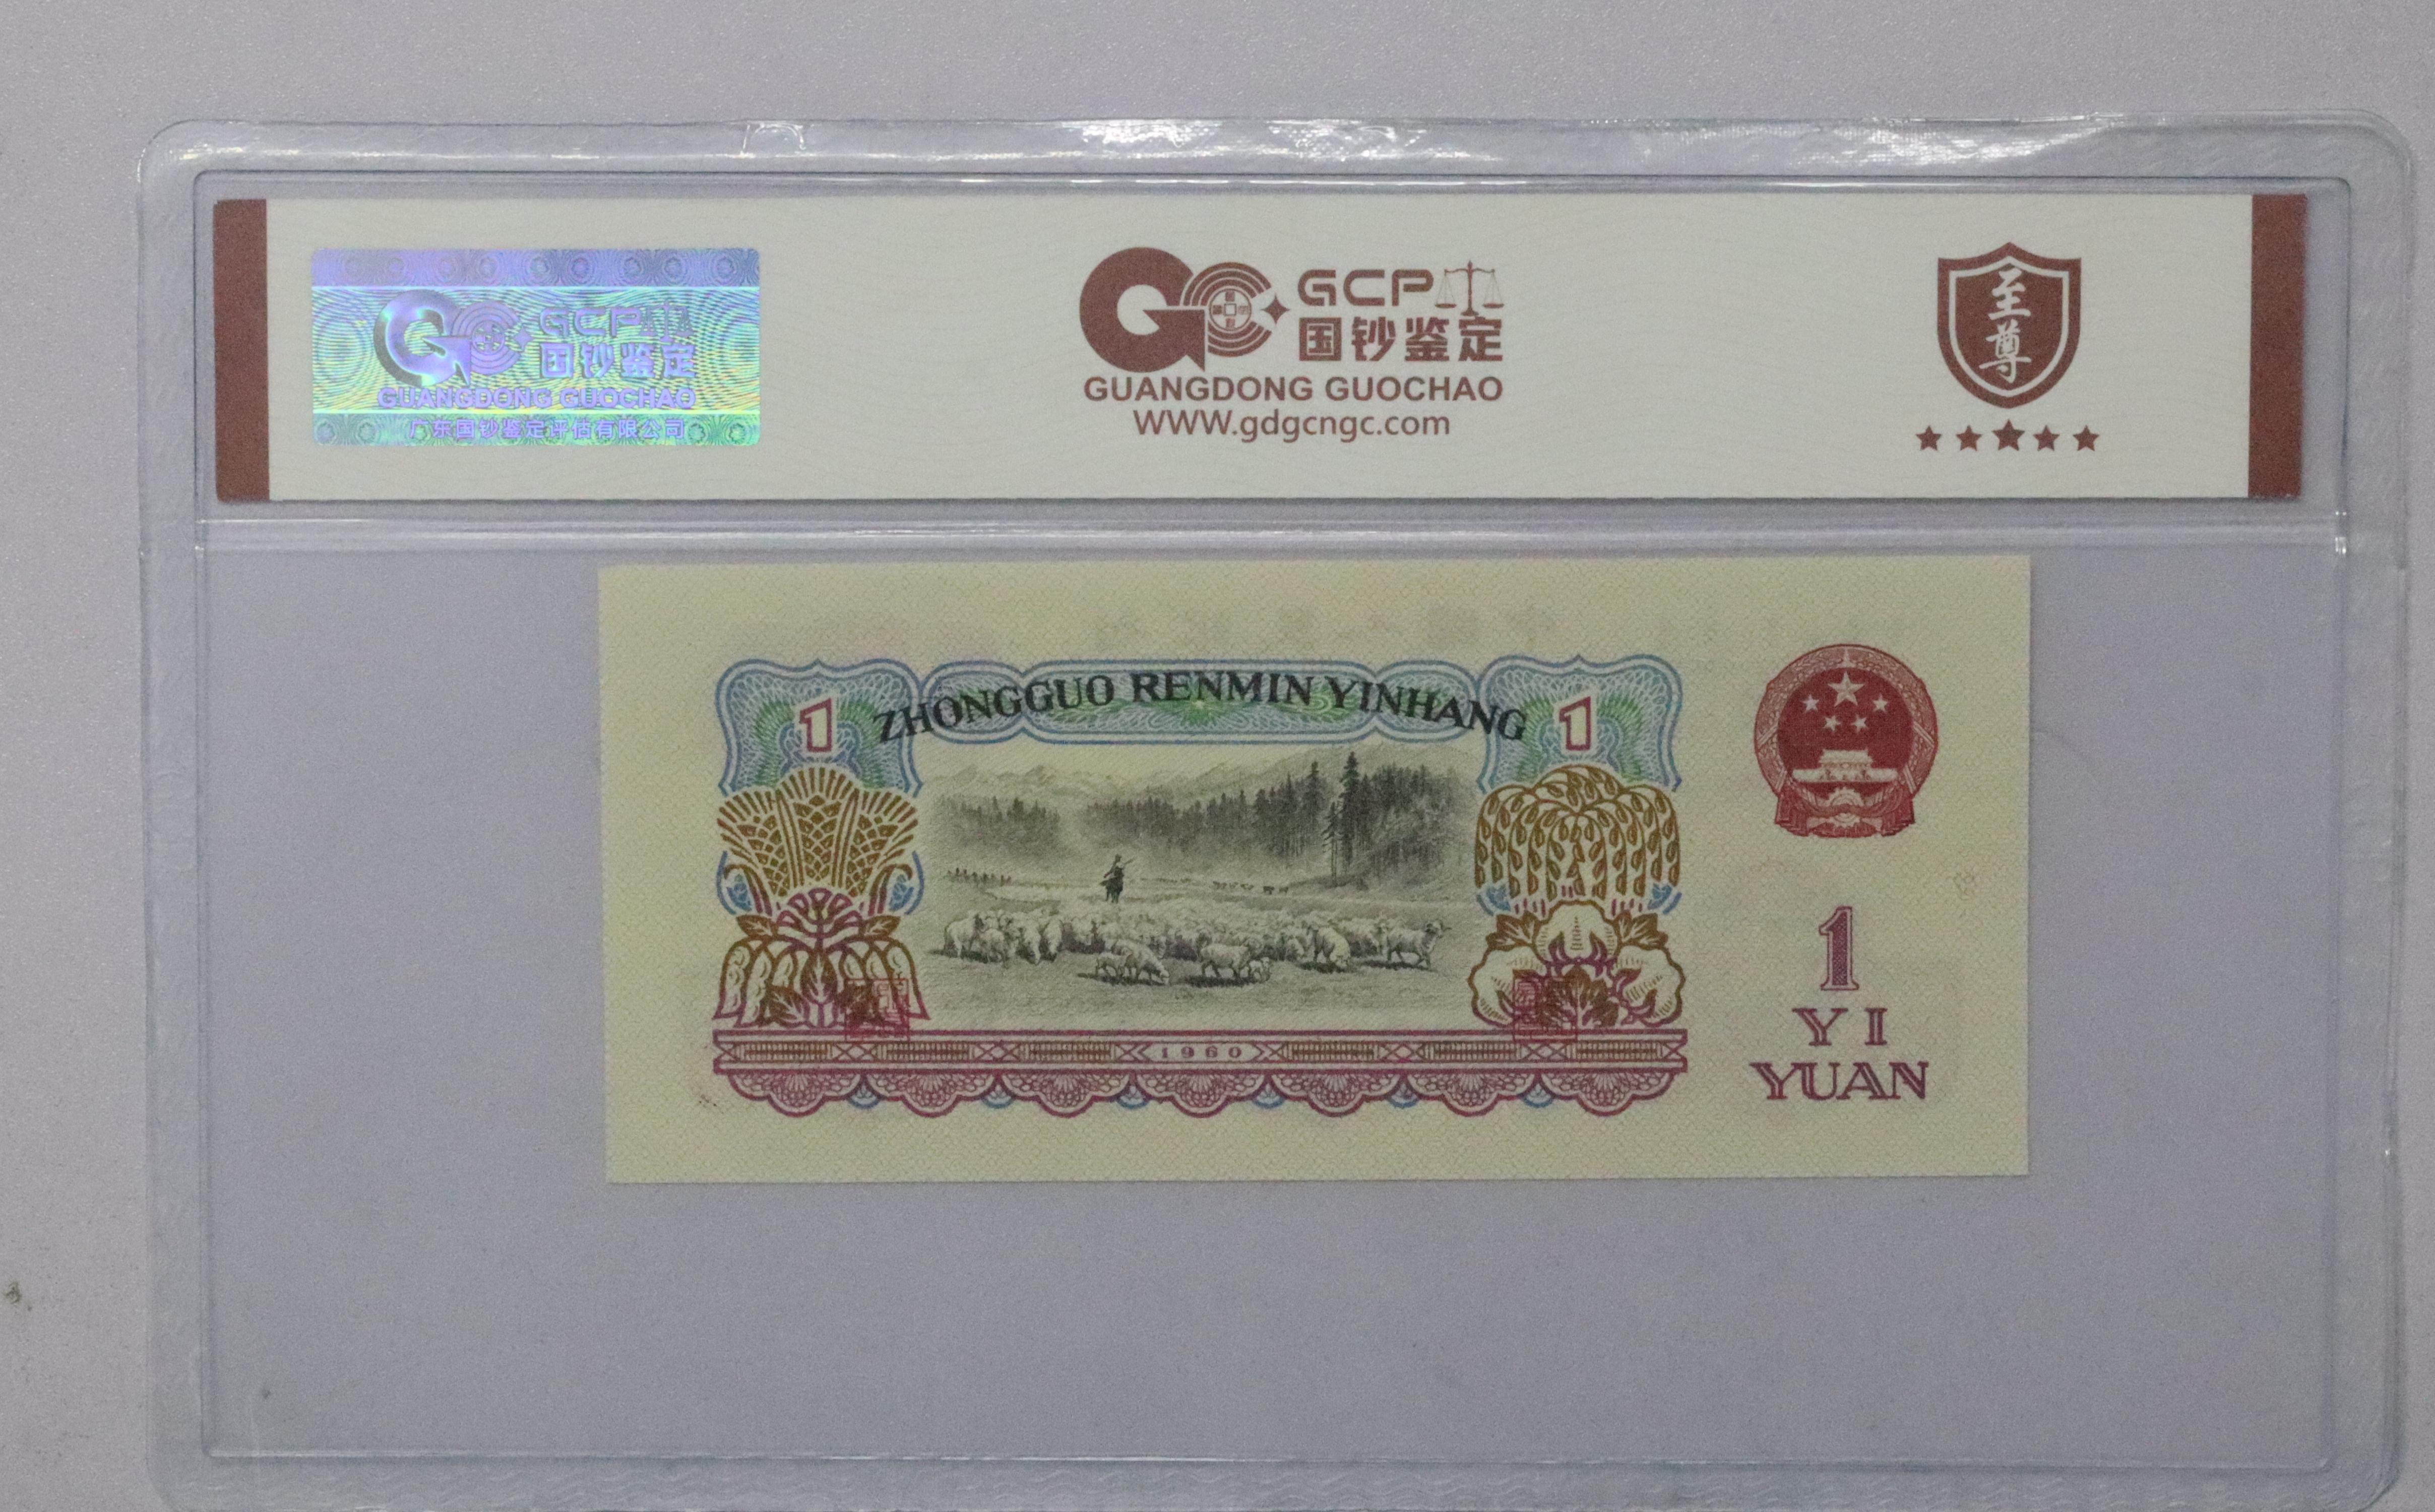 GCP
国钞鉴定
GUANGDONG GUOCHAO
广东国钞鉴定评估有限公司
GCP
国钞鉴定
GUANGDONG GUOCHAO
WWW.gdgcngc.com
至尊
1 ZHONGGUO RENMIN YINHANG 1
1
YI
YUAN
1960